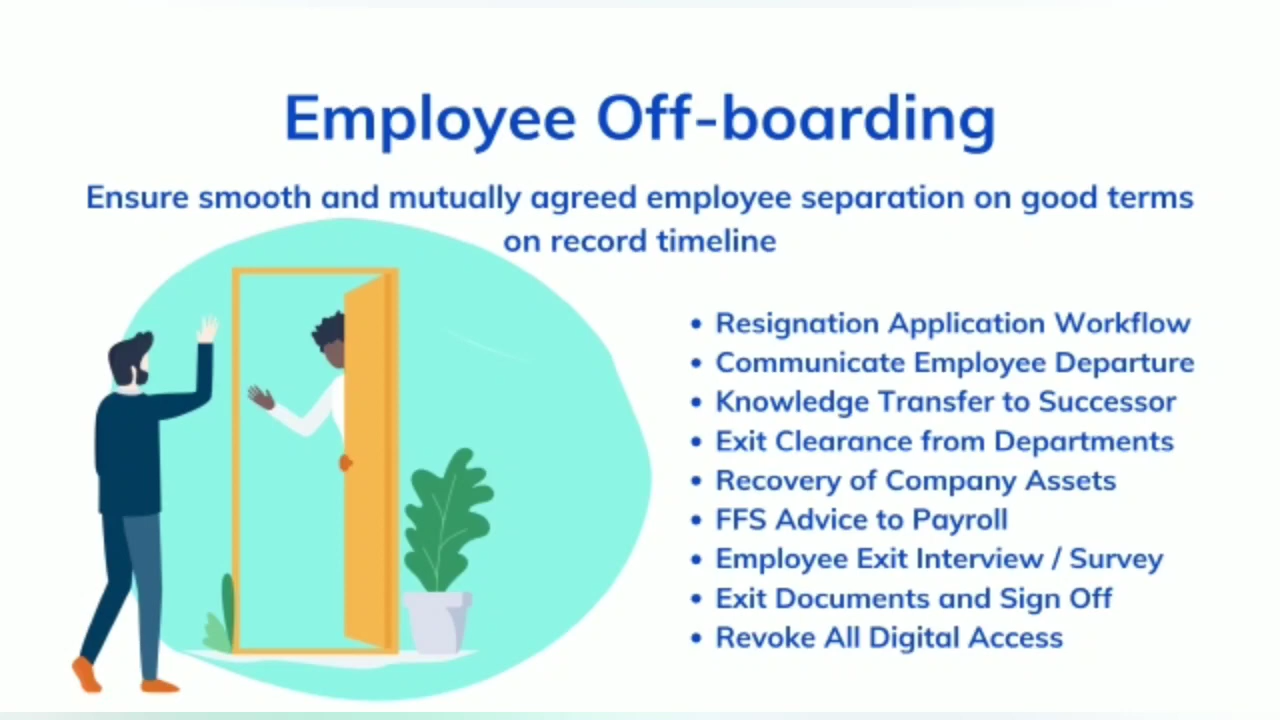 Employee Off-boarding
Ensure smooth and mutually agreed employee separation on good terms
on record timeline
• Resignation Application Workflow
• Communicate Employee Departure
• Knowledge Transfer to Successor
• Exit Clearance from Departments
• Recovery of Company Assets
• FFS Advice to Payroll
• Employee Exit Interview / Survey
• Exit Documents and Sign Off
• Revoke All Digital Access